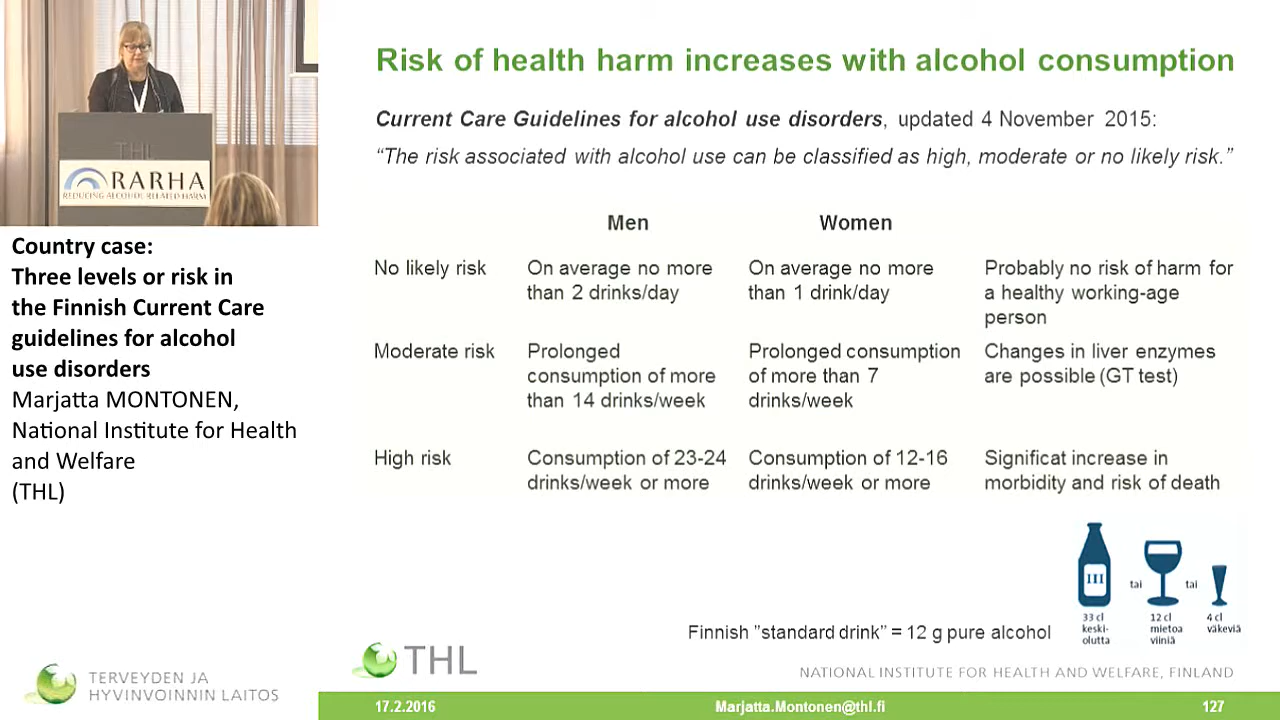 THL
RARHA
REDUCING ALCOHOL RELATED HARM
Country case:
Three levels or risk in
the Finnish Current Care
guidelines for alcohol
use disorders
Marjatta MONTONEN,
National Institute for Health
and Welfare
(THL)
TERVEYDEN JA
HYVINVOINNIN LAITOS
Risk of health harm increases with alcohol consumption
Current Care Guidelines for alcohol use disorders, updated 4 November 2015:
“The risk associated with alcohol use can be classified as high, moderate or no likely risk.”
Men Women
No likely risk On average no more On average no more Probably no risk of harm for
than 2 drinks/day than 1 drink/day a healthy working-age
person
Moderate risk Prolonged Prolonged consumption Changes in liver enzymes
consumption of more of more than 7 are possible (GT test)
than 14 drinks/week drinks/week
High risk Consumption of 23-24 Consumption of 12-16 Significat increase in
drinks/week or more drinks/week or more morbidity and risk of death
III
tai tai
33 cl 12 cl 4 cl
keski- mietoa väkeviä
olutta viiniä
Finnish ”standard drink” = 12 g pure alcohol
THL
NATIONAL INSTITUTE FOR HEALTH AND WELFARE, FINLAND
17.2.2016 Marjatta.Montonen@thl.fi 127